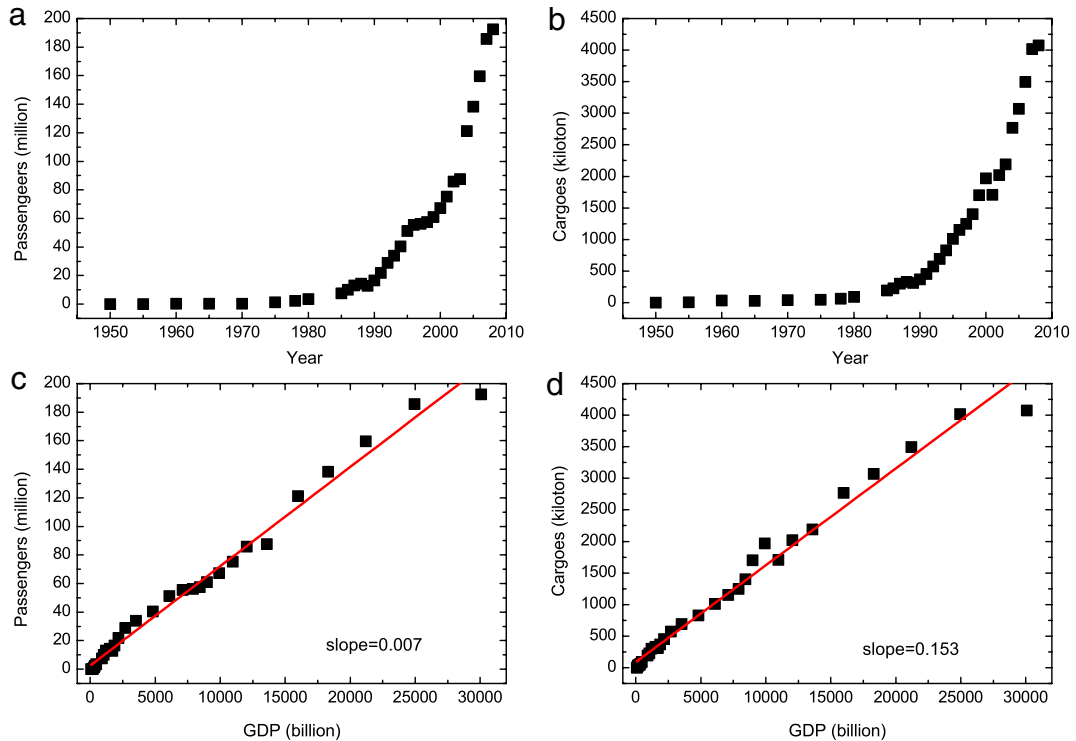 a
200
180
160
140
120
100
80
60
40
20
0
Passengeers (million)
1950 1960 1970 1980 1990 2000 2010
Year
b
4500
4000
3500
3000
2500
2000
1500
1000
500
0
Cargoes (kiloton)
1950 1960 1970 1980 1990 2000 2010
Year
c
200
180
160
140
120
100
80
60
40
20
0
Passengers (million)
slope=0.007
0 5000 10000 15000 20000 25000 30000
GDP (billion)
d
4500
4000
3500
3000
2500
2000
1500
1000
500
0
Cargoes (kiloton)
slope=0.153
0 5000 10000 15000 20000 25000 30000
GDP (billion)